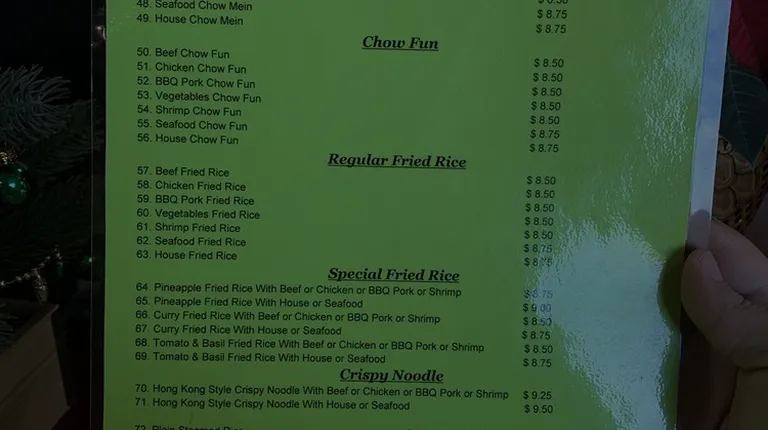 48. Seafood Chow Mein $ 8.75
49. House Chow Mein $ 8.75
Chow Fun
50. Beef Chow Fun $ 8.50
51. Chicken Chow Fun $ 8.50
52. BBQ Pork Chow Fun $ 8.50
53. Vegetables Chow Fun $ 8.50
54. Shrimp Chow Fun $ 8.50
55. Seafood Chow Fun $ 8.75
56. House Chow Fun $ 8.75
Regular Fried Rice
57. Beef Fried Rice $ 8.50
58. Chicken Fried Rice $ 8.50
59. BBQ Pork Fried Rice $ 8.50
60. Vegetables Fried Rice $ 8.50
61. Shrimp Fried Rice $ 8.50
62. Seafood Fried Rice $ 8.75
63. House Fried Rice $ 8.75
Special Fried Rice
64. Pineapple Fried Rice With Beef or Chicken or BBQ Pork or Shrimp $ 8.75
65. Pineapple Fried Rice With House or Seafood $ 9.00
66. Curry Fried Rice With Beef or Chicken or BBQ Pork or Shrimp $ 8.50
67. Curry Fried Rice With House or Seafood $ 8.75
68. Tomato & Basil Fried Rice With Beef or Chicken or BBQ Pork or Shrimp $ 8.50
69. Tomato & Basil Fried Rice With House or Seafood $ 8.75
Crispy Noodle
70. Hong Kong Style Crispy Noodle With Beef or Chicken or BBQ Pork or Shrimp $ 9.25
71. Hong Kong Style Crispy Noodle With House or Seafood $ 9.50
72. Plain Steamed Rice